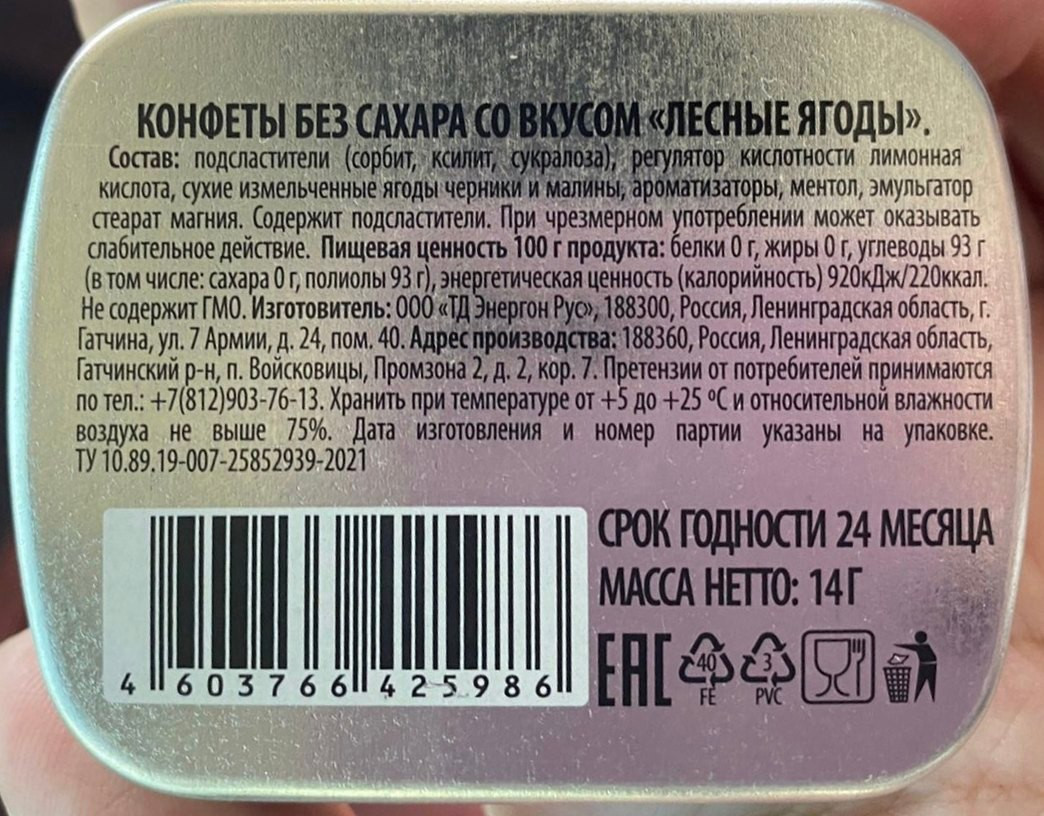 КОНФЕТЫ БЕЗ САХАРА СО ВКУСОМ «ЛЕСНЫЕ ЯГОДЫ».
Состав: подсластители (сорбит, ксилит, сукралоза), регулятор кислотности лимонная
кислота, сухие измельченные ягоды черники и малины, ароматизаторы, ментол, эмульгатор
стеарат магния. Содержит подсластители. При чрезмерном употреблении может оказывать
слабительное действие. Пищевая ценность 100 г продукта: белки 0 г, жиры 0 г, углеводы 93 г
(в том числе: сахара 0 г, полиолы 93 г), энергетическая ценность (калорийность) 920кДж/220ккал.
Не содержит ГМО. Изготовитель: ООО «ТД Энергон Рус», 188300, Россия, Ленинградская область, г.
Гатчина, ул. 7 Армии, д. 24, пом. 40. Адрес производства: 188360, Россия, Ленинградская область,
Гатчинский р-н, п. Войсковицы, Промзона 2, д. 2, кор. 7. Претензии от потребителей принимаются
по тел.: +7(812)903-76-13. Хранить при температуре от +5 до +25 ºС и относительной влажности
воздуха не выше 75%. Дата изготовления и номер партии указаны на упаковке.
ТУ 10.89.19-007-25852939-2021
СРОК ГОДНОСТИ 24 МЕСЯЦА
МАССА НЕТТО: 14Г
4 603766 425986
EAC 40 FE 3 PVC